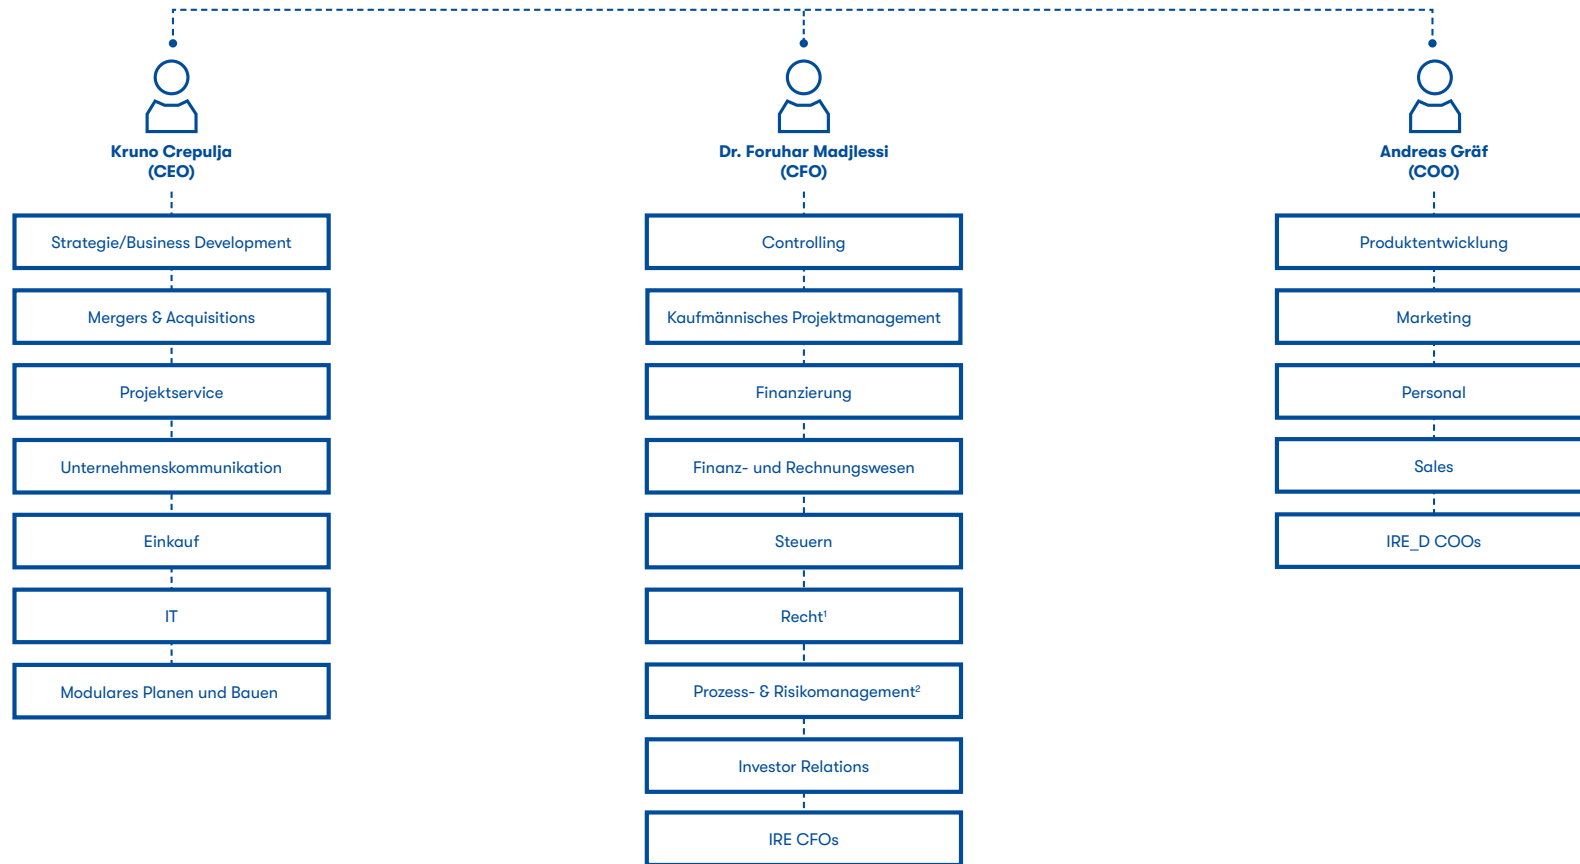 Kruno Crepulja
(CEO)
Strategie/Business Development
Mergers & Acquisitions
Projektservice
Unternehmenskommunikation
Einkauf
IT
Modulares Planen und Bauen
Dr. Foruhar Madjlessi
(CFO)
Controlling
Kaufmännisches Projektmanagement
Finanzierung
Finanz- und Rechnungswesen
Steuern
Recht¹
Prozess- & Risikomanagement²
Investor Relations
IRE CFOs
Andreas Gräf
(COO)
Produktentwicklung
Marketing
Personal
Sales
IRE_D COOs